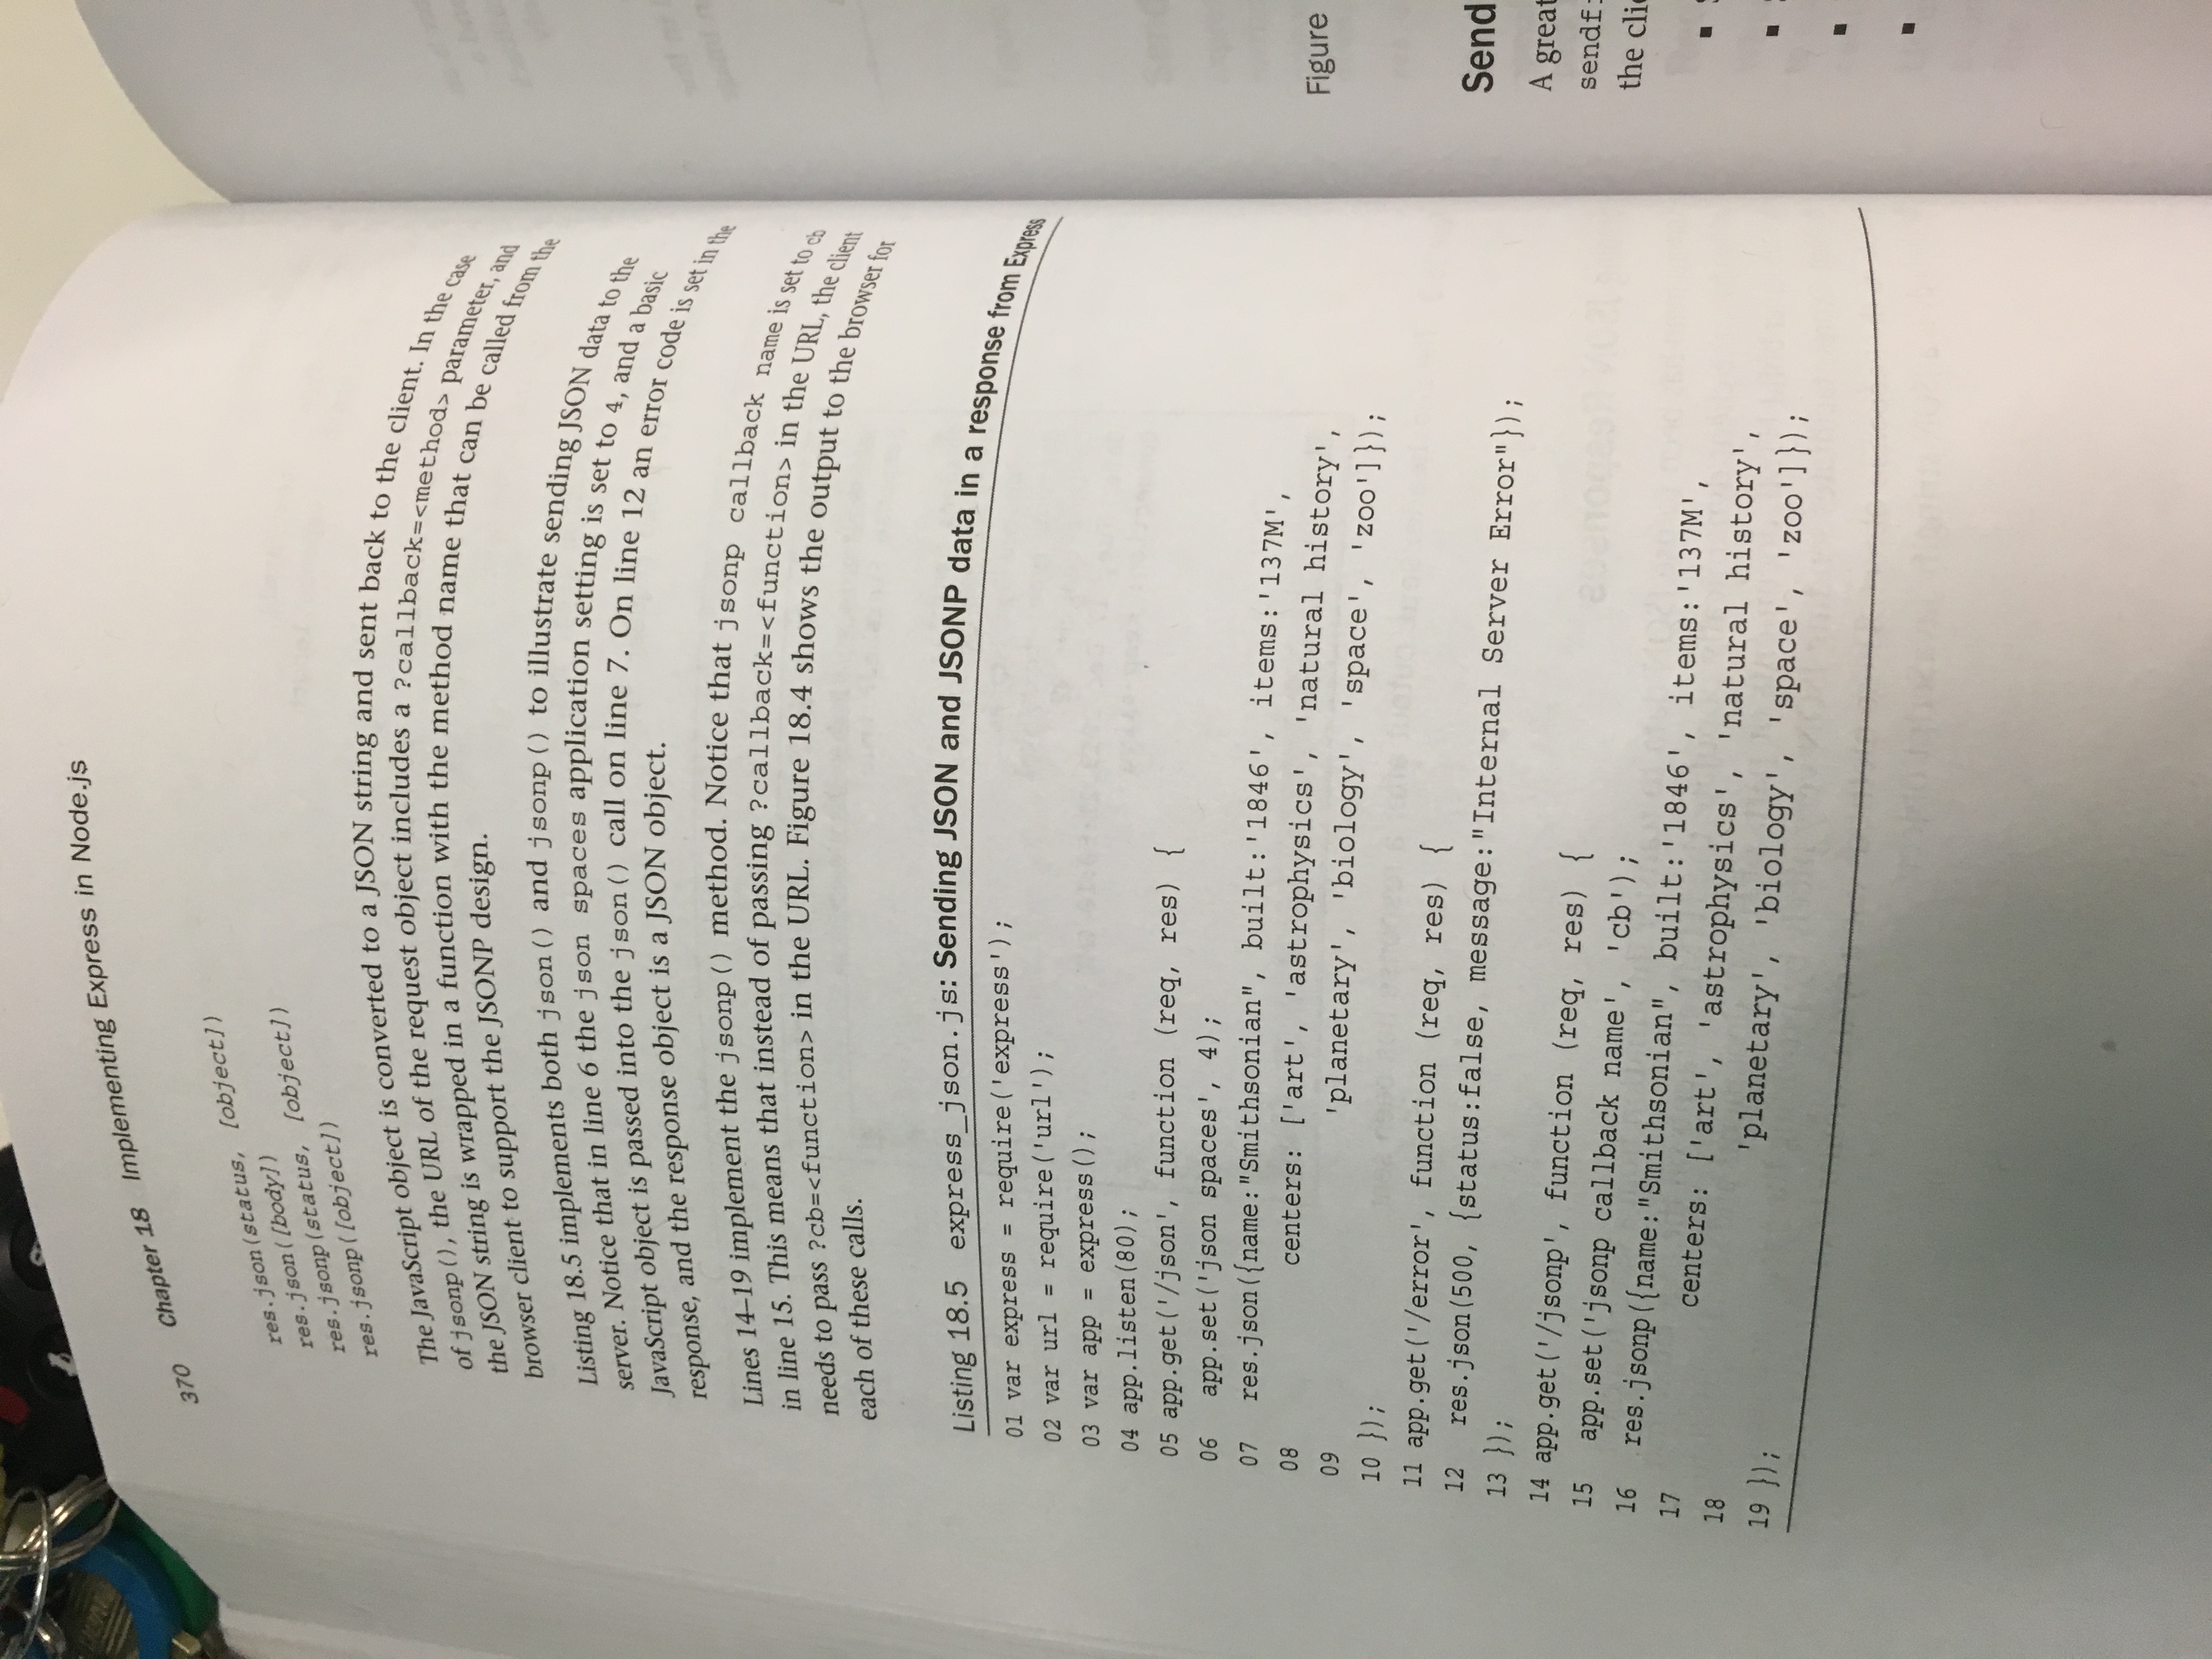 370 Chapter 18 Implementing Express in Node.js
res.json(status, [object])
res.json([body])
res.jsonp(status, [object])
res.jsonp([object])
The JavaScript object is converted to a JSON string and sent back to the client. In the case
of jsonp(), the URL of the request object includes a ?callback=<method> parameter, and
the JSON string is wrapped in a function with the method name that can be called from the
browser client to support the JSONP design.
Listing 18.5 implements both json() and jsonp() to illustrate sending JSON data to the
server. Notice that in line 6 the json spaces application setting is set to 4, and a basic
JavaScript object is passed into the json() call on line 7. On line 12 an error code is set in the
response, and the response object is a JSON object.
Lines 14–19 implement the jsonp() method. Notice that jsonp callback name is set to cb
in line 15. This means that instead of passing ?callback=<function> in the URL, the client
needs to pass ?cb=<function> in the URL. Figure 18.4 shows the output to the browser for
each of these calls.
Listing 18.5 express_json.js: Sending JSON and JSONP data in a response from Express
01 var express = require('express');
02 var url = require('url');
03 var app = express();
04 app.listen(80);
05 app.get('/json', function (req, res) {
06 app.set('json spaces', 4);
07 res.json({name:"Smithsonian", built:'1846', items:'137M',
08 centers: ['art', 'astrophysics', 'natural history',
09 'planetary', 'biology', 'space', 'zoo']});
10 });
11 app.get('/error', function (req, res) {
12 res.json(500, {status:false, message:"Internal Server Error"});
13 });
14 app.get('/jsonp', function (req, res) {
15 app.set('jsonp callback name', 'cb');
16 res.jsonp({name:"Smithsonian", built:'1846', items:'137M',
17 centers: ['art', 'astrophysics', 'natural history',
18 'planetary', 'biology', 'space', 'zoo']});
19 });
Figure
Send
A great
sendf
the